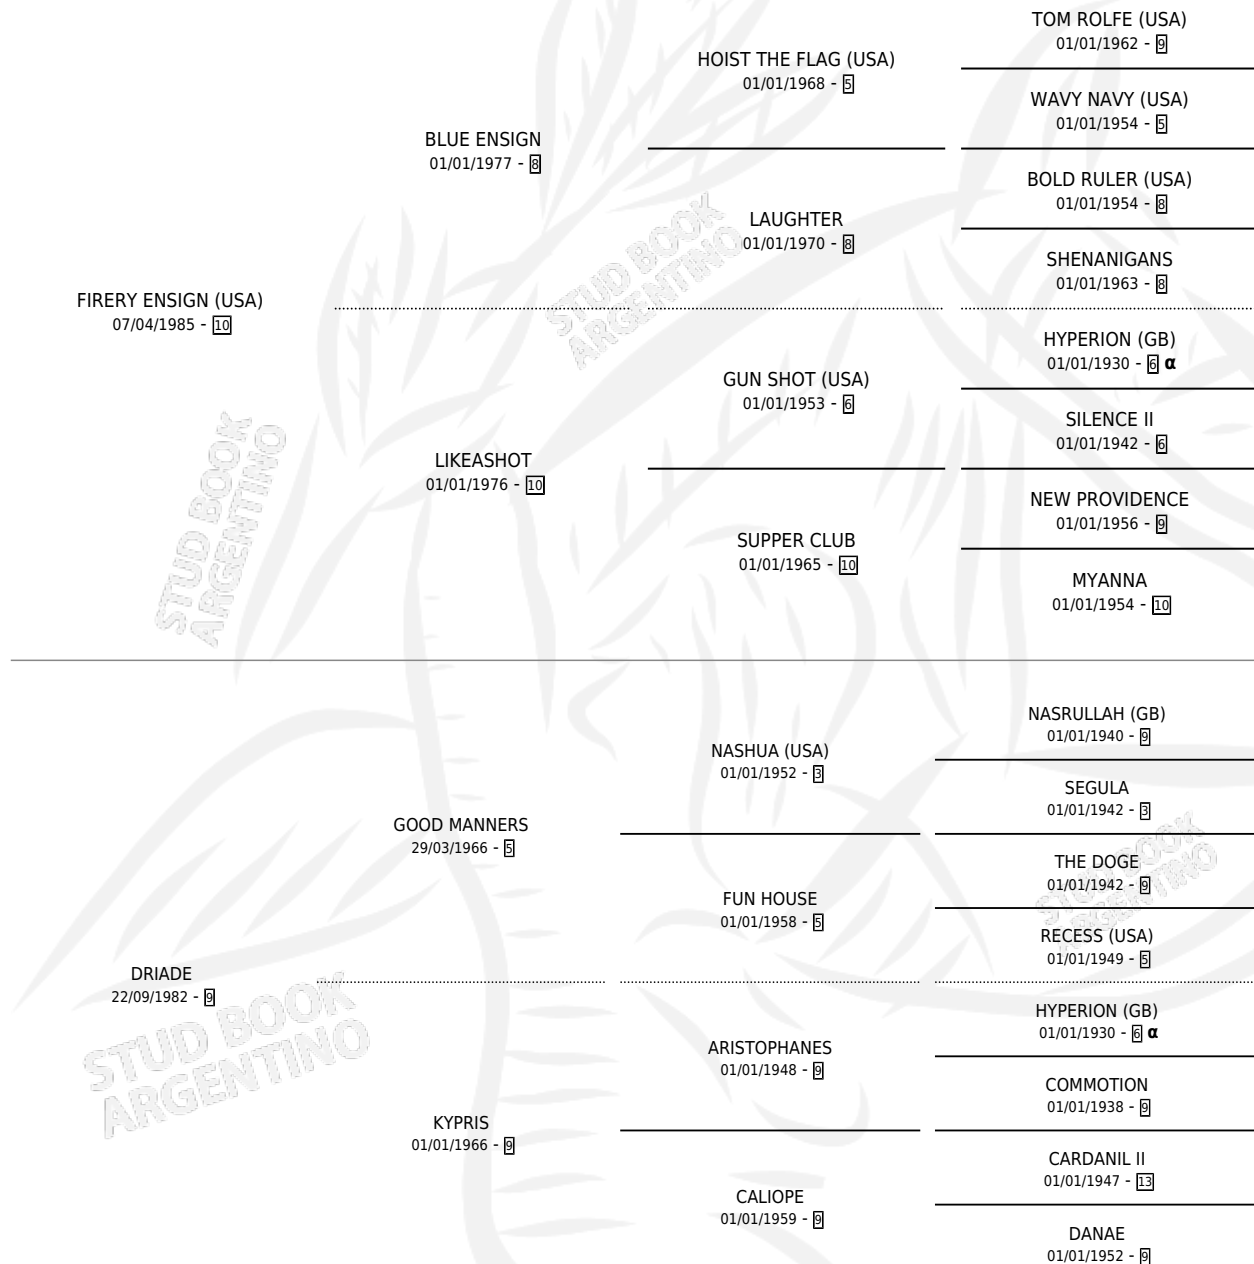 TOM ROLFE (USA)
01/01/1962 - 9
HOIST THE FLAG (USA)
01/01/1968 - 5
WAVY NAVY (USA)
01/01/1954 - 5
BLUE ENSIGN
01/01/1977 - 8
BOLD RULER (USA)
01/01/1954 - 8
LAUGHTER
01/01/1970 - 8
SHENANIGANS
01/01/1963 - 8
STUD BOOK
ARGENTINO
FIRERY ENSIGN (USA)
07/04/1985 - 10
HYPERION (GB)
01/01/1930 - 6 α
GUN SHOT (USA)
01/01/1953 - 6
SILENCE II
01/01/1942 - 6
LIKEASHOT
01/01/1976 - 10
NEW PROVIDENCE
01/01/1956 - 9
SUPPER CLUB
01/01/1965 - 10
MYANNA
01/01/1954 - 10
STUD BOOK
ARGENTINO
NASRULLAH (GB)
01/01/1940 - 9
NASHUA (USA)
01/01/1952 - 3
SEGULA
01/01/1942 - 3
GOOD MANNERS
29/03/1966 - 5
THE DOGE
01/01/1942 - 9
FUN HOUSE
01/01/1958 - 5
RECESS (USA)
01/01/1949 - 5
STUD BOOK
ARGENTINO
DRIADE
22/09/1982 - 9
HYPERION (GB)
01/01/1930 - 6 α
ARISTOPHANES
01/01/1948 - 9
COMMOTION
01/01/1938 - 9
STUD BOOK
ARGENTINO
KYPRIS
01/01/1966 - 9
CARDANIL II
01/01/1947 - 13
CALIOPE
01/01/1959 - 9
DANAE
01/01/1952 - 9